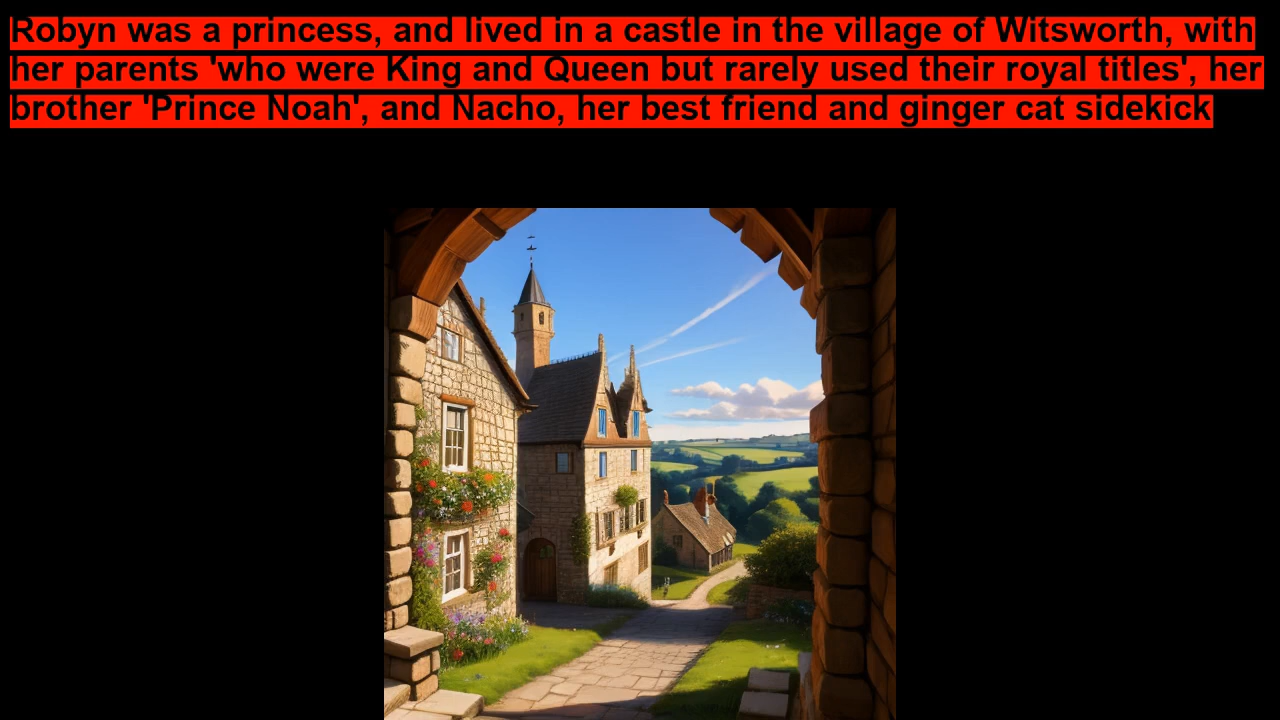 Robyn was a princess, and lived in a castle in the village of Witsworth, with
her parents 'who were King and Queen but rarely used their royal titles', her
brother 'Prince Noah', and Nacho, her best friend and ginger cat sidekick